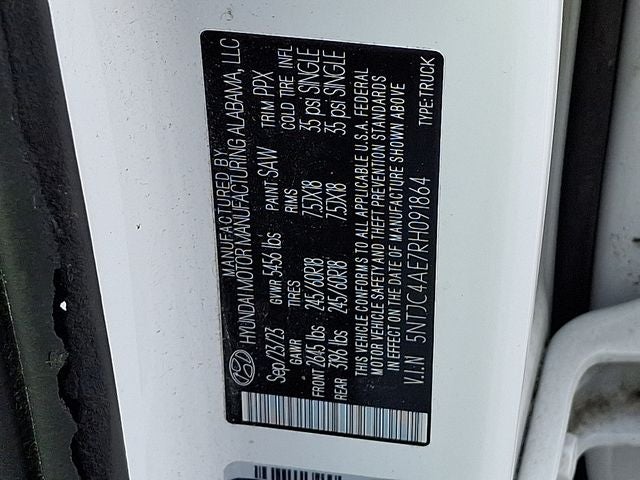 MANUFACTURED BY
HYUNDAI MOTOR MANUFACTURING ALABAMA, LLC
Sep/23/23 GVWR 5456 lbs PAINT SAW TRIM PPX
GAWR TIRES RIMS COLD TIRE INFL
FRONT 2645 lbs 245/60R18 7.5JX18 35 psi SINGLE
REAR 3196 lbs 245/60R18 7.5JX18 35 psi SINGLE
THIS VEHICLE CONFORMS TO ALL APPLICABLE U.S.A. FEDERAL
MOTOR VEHICLE SAFETY AND THEFT PREVENTION STANDARDS
IN EFFECT ON THE DATE OF MANUFACTURE SHOWN ABOVE
V.I.N 5NTJC4AE7RH091864 TYPE:TRUCK